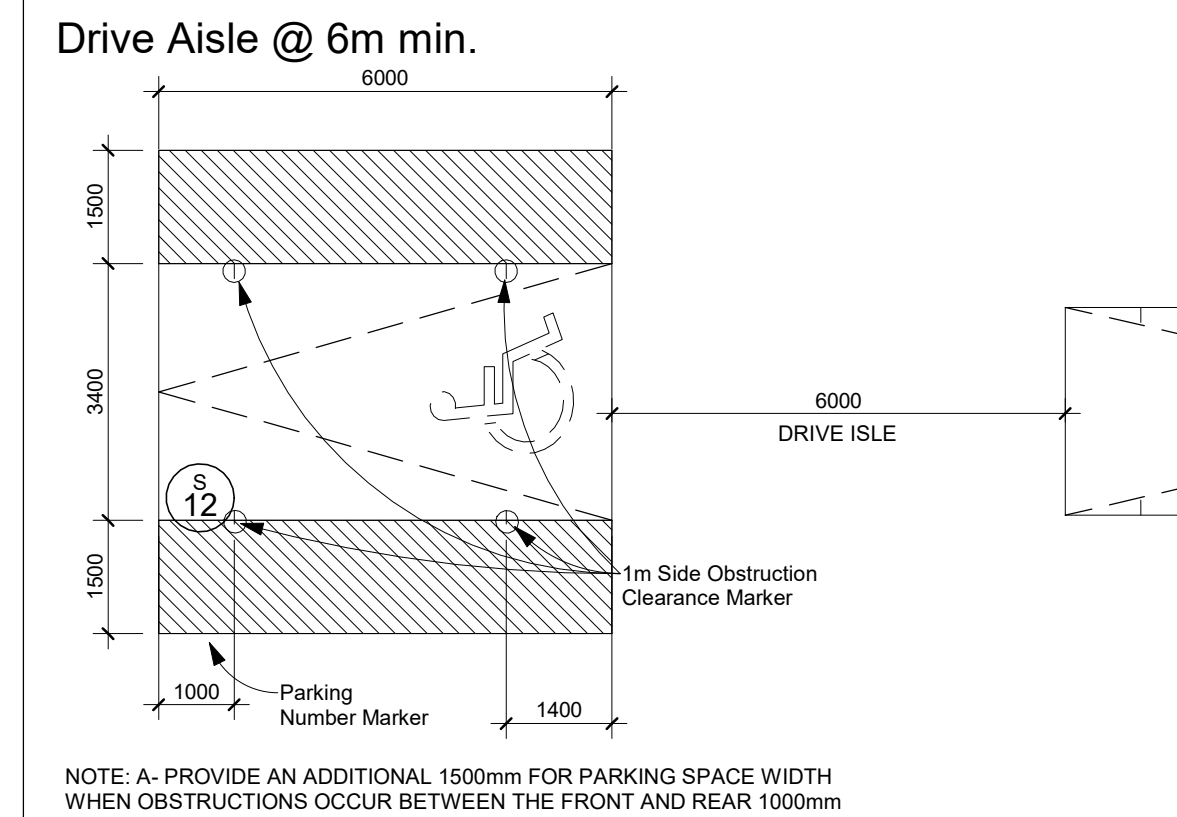 Drive Aisle @ 6m min.
6000
1500
3400
1500
6000
DRIVE ISLE
S
12
1m Side Obstruction
Clearance Marker
1000
Parking
Number Marker
1400
NOTE: A- PROVIDE AN ADDITIONAL 1500mm FOR PARKING SPACE WIDTH
WHEN OBSTRUCTIONS OCCUR BETWEEN THE FRONT AND REAR 1000mm